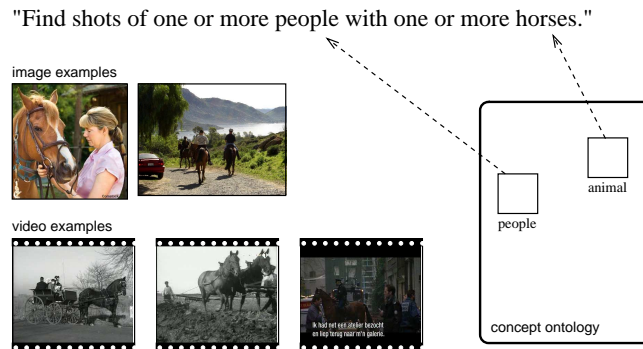 "Find shots of one or more people with one or more horses."
image examples
animal
people
video examples
Ik had net een atelier bezocht
en liep terug naar m'n galerie.
concept ontology